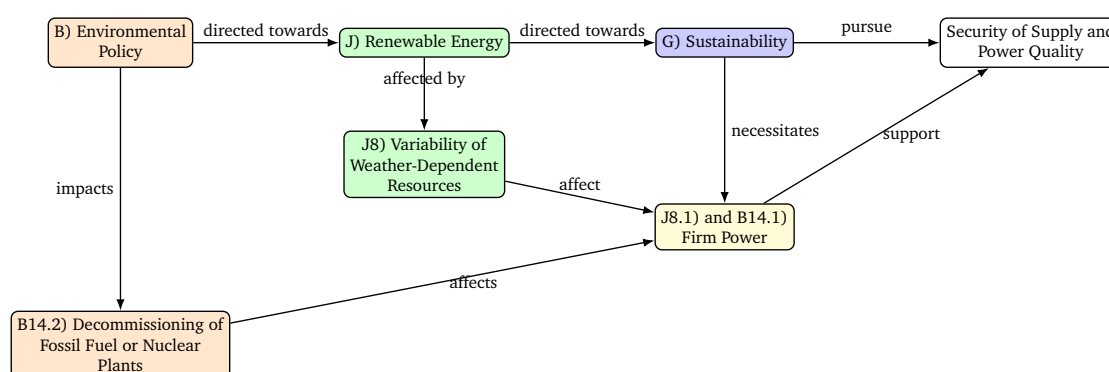 B) Environmental
Policy
directed towards
J) Renewable Energy
directed towards
G) Sustainability
pursue
Security of Supply and
Power Quality
affected by
J8) Variability of
Weather-Dependent
Resources
necessitates
support
impacts
affect
J8.1) and B14.1)
Firm Power
affects
B14.2) Decommissioning of
Fossil Fuel or Nuclear
Plants